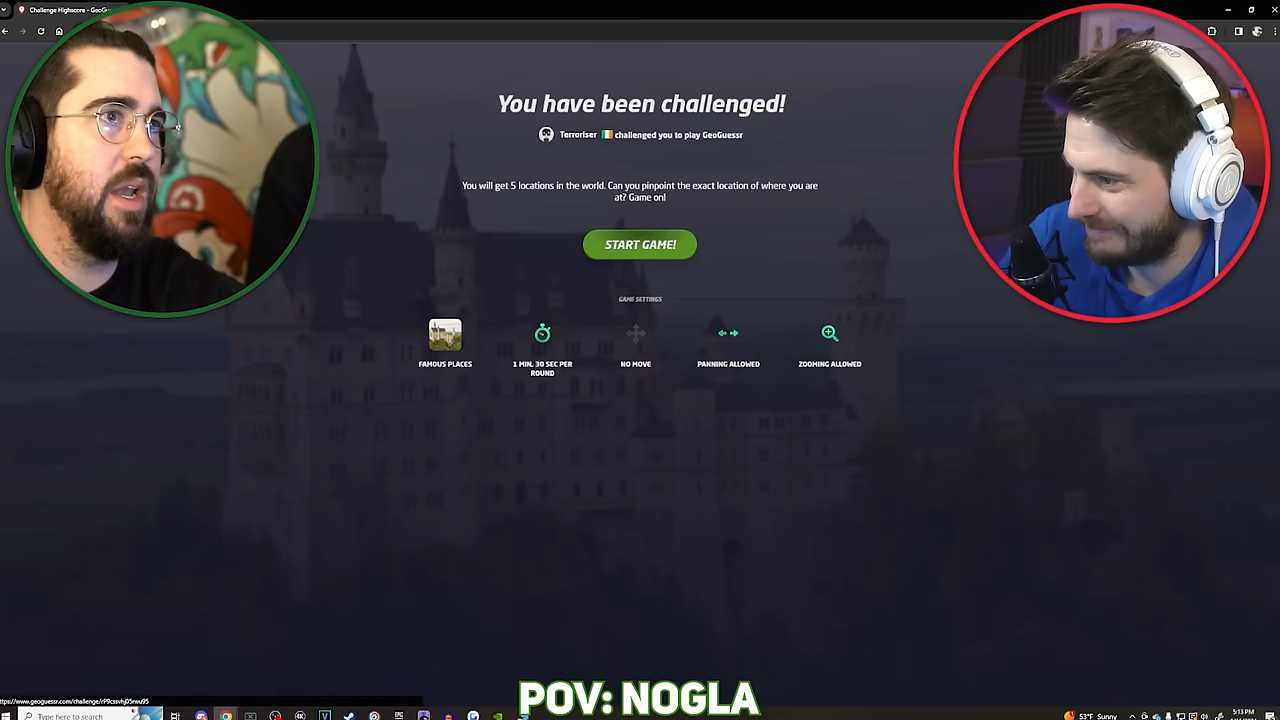 Challenge Highscore - GeoGu
You have been challenged!
Terroriser challenged you to play GeoGuessr
You will get 5 locations in the world. Can you pinpoint the exact location of where you are
at? Game on!
START GAME!
GAME SETTINGS
FAMOUS PLACES
1 MIN, 30 SEC PER
ROUND
NO MOVE
PANNING ALLOWED
ZOOMING ALLOWED
POV: NOGLA
Type here to search
53°F Sunny
5:13 PM